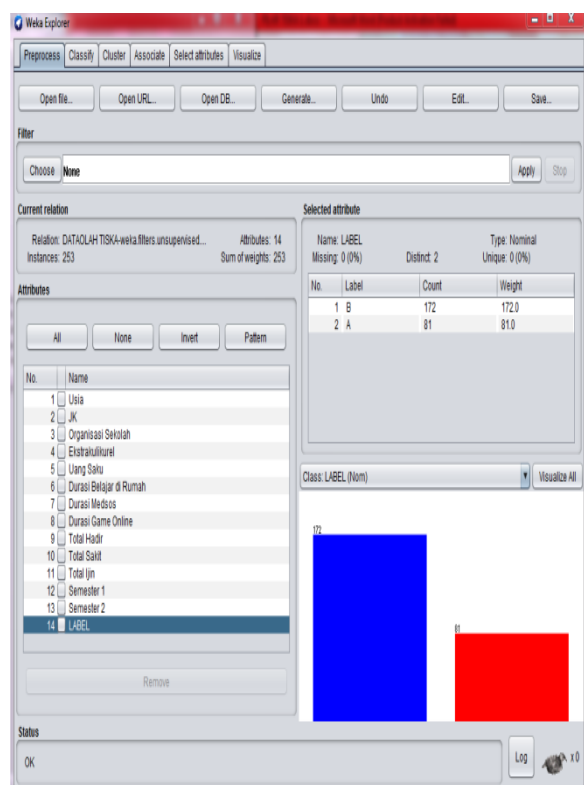 Weka Explorer
Preprocess Classify Cluster Associate Select attributes Visualize
Open file... Open URL... Open DB... Generate... Undo Edit... Save...
Filter
Choose None Apply Stop
Current relation
Relation: DATAOLAH TISKA-weka.filters.unsupervised... Attributes: 14
Instances: 253 Sum of weights: 253
Attributes
All None Invert Pattern
No. Name
1 Usia
2 JK
3 Organisasi Sekolah
4 Ekstrakulikurel
5 Uang Saku
6 Durasi Belajar di Rumah
7 Durasi Medsos
8 Durasi Game Online
9 Total Hadir
10 Total Sakit
11 Total Ijin
12 Semester 1
13 Semester 2
14 LABEL
Remove
Selected attribute
Name: LABEL Type: Nominal
Missing: 0 (0%) Distinct: 2 Unique: 0 (0%)
No. Label Count Weight
1 B 172 172.0
2 A 81 81.0
Class: LABEL (Nom) Visualize All
172
81
Status
OK
Log x 0